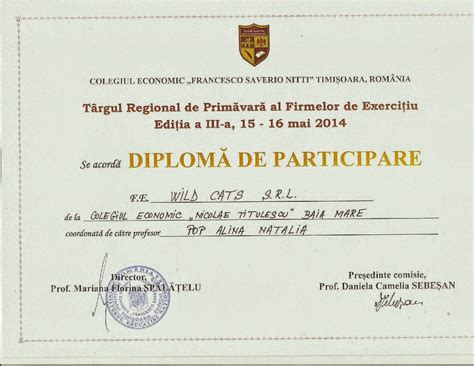 COLEGIUL ECONOMIC „FRANCESCO SAVERIO NITTI” TIMIȘOARA, ROMÂNIA
Târgul Regional de Primăvară al Firmelor de Exercițiu
Ediția a III-a, 15 - 16 mai 2014
Se acordă DIPLOMĂ DE PARTICIPARE
F.E. WILD CATS S.R.L.
de la COLEGIUL ECONOMIC „NICOLAE TITULESCU” BAIA MARE
coordonată de către profesor POP ALINA NATALIA
Director,
Prof. Mariana Florina SPĂLĂȚELU
Președinte comisie,
Prof. Daniela Camelia SEBEȘAN